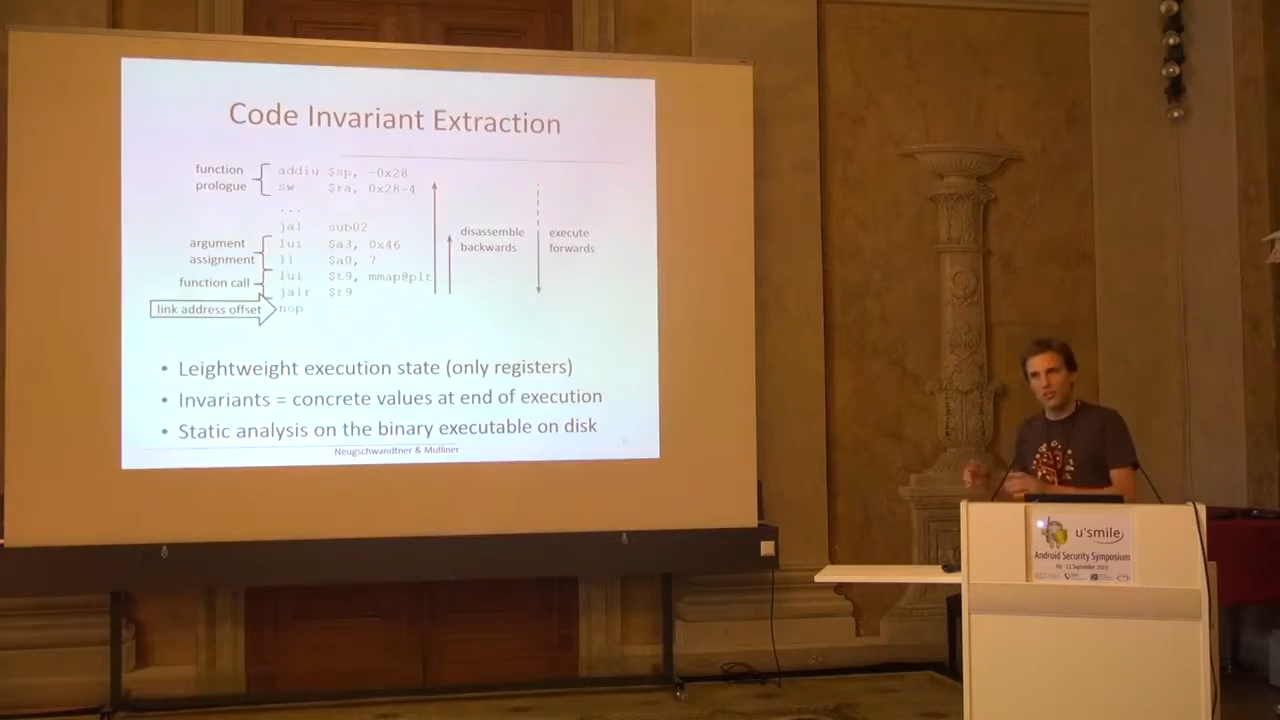 Code Invariant Extraction
function
prologue
addiu $sp, -0x28
sw $ra, 0x28-4
...
jal sub02
argument
assignment
lui $a3, 0x46
li $a0, 7
function call
lui $t9, mmap@plt
jalr $t9
link address offset
nop
disassemble
backwards
execute
forwards
• Leightweight execution state (only registers)
• Invariants = concrete values at end of execution
• Static analysis on the binary executable on disk
Neugschwandtner & Mulliner
u'smile
Android Security Symposium